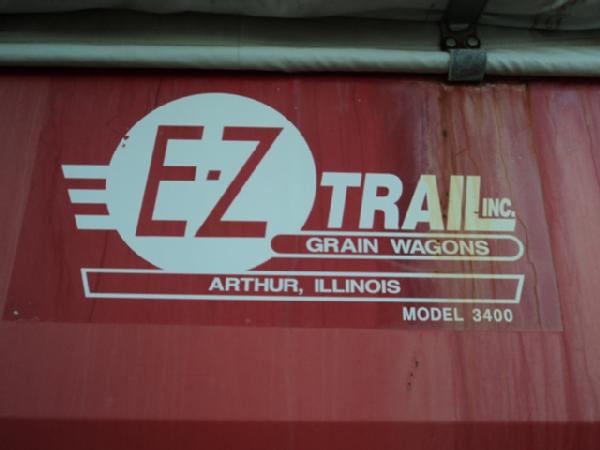 E-Z TRAIL INC.
GRAIN WAGONS
ARTHUR, ILLINOIS
MODEL 3400